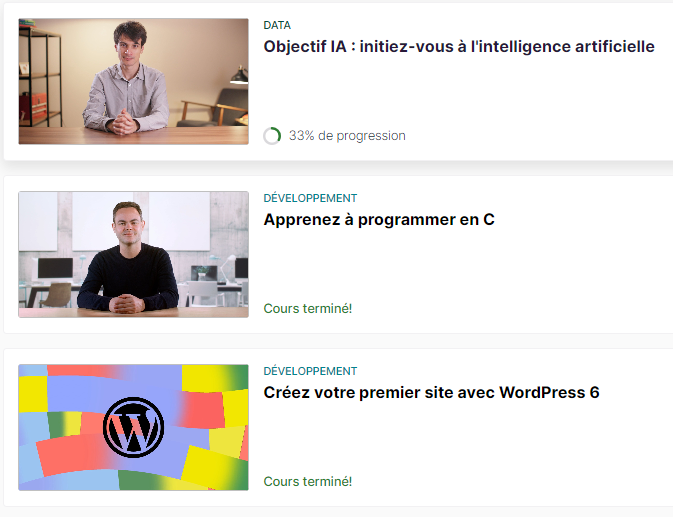 DATA
Objectif IA : initiez-vous à l'intelligence artificielle
33% de progression
DÉVELOPPEMENT
Apprenez à programmer en C
Cours terminé!
DÉVELOPPEMENT
Créez votre premier site avec WordPress 6
W
Cours terminé!